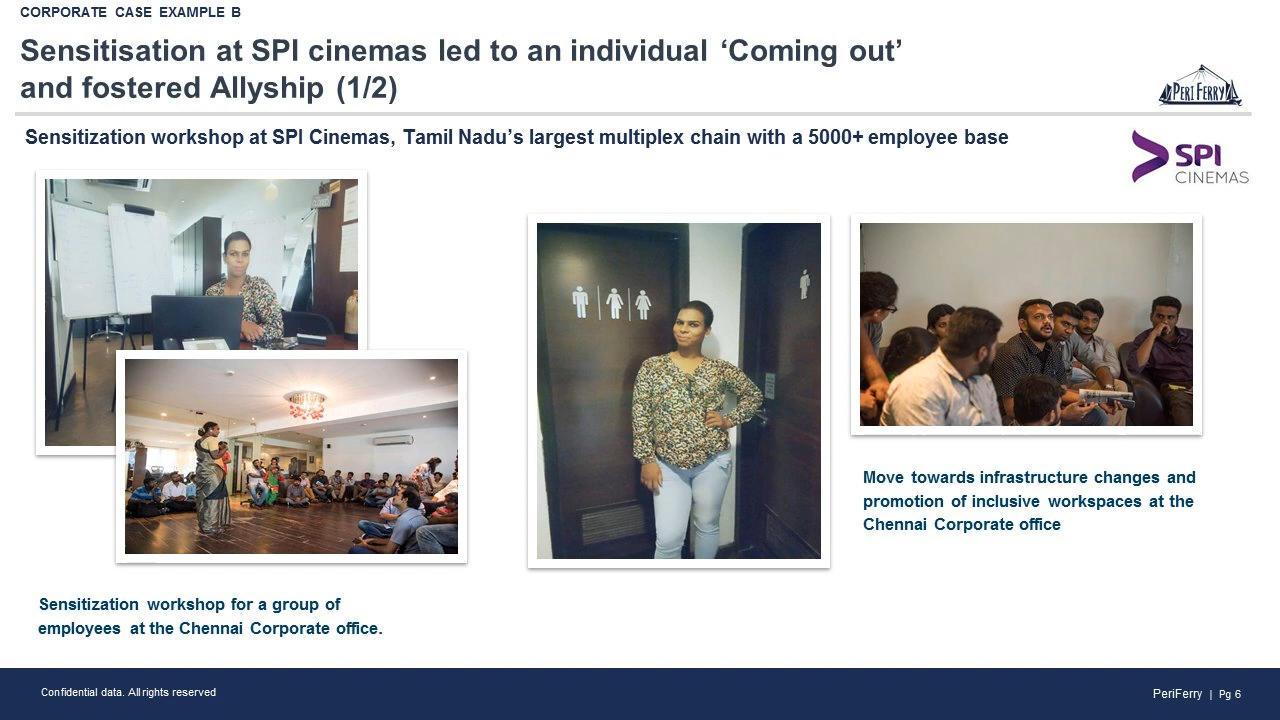 CORPORATE CASE EXAMPLE B
Sensitisation at SPI cinemas led to an individual ‘Coming out’
and fostered Allyship (1/2)
PERI FERRY
Sensitization workshop at SPI Cinemas, Tamil Nadu’s largest multiplex chain with a 5000+ employee base
SPI
CINEMAS
Move towards infrastructure changes and
promotion of inclusive workspaces at the
Chennai Corporate office
Sensitization workshop for a group of
employees at the Chennai Corporate office.
Confidential data. All rights reserved
PeriFerry | Pg 6